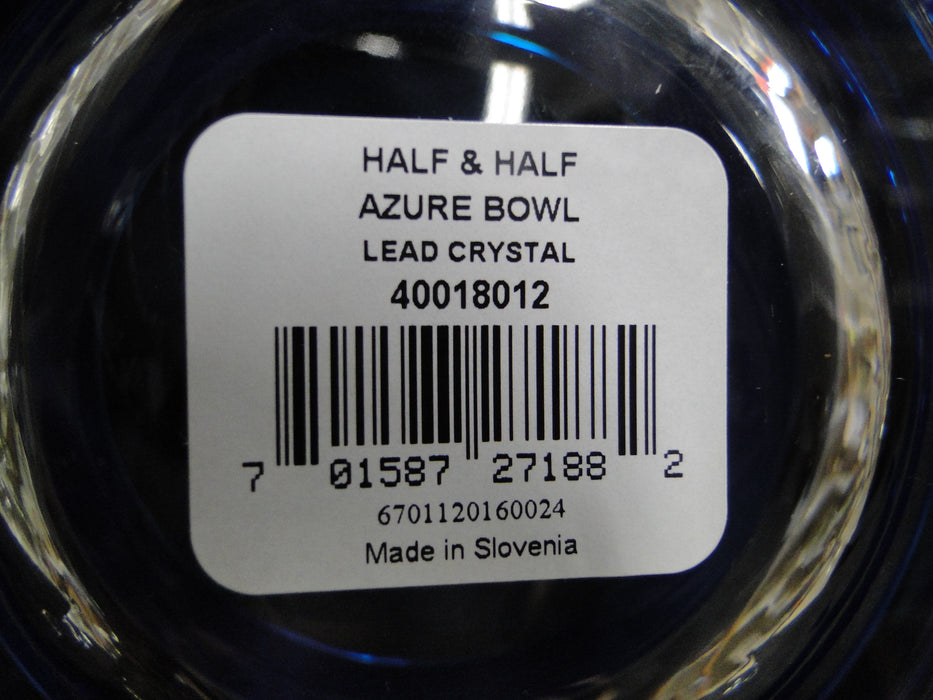 HALF & HALF
AZURE BOWL
LEAD CRYSTAL
40018012
7 01587 27188 2
6701120160024
Made in Slovenia